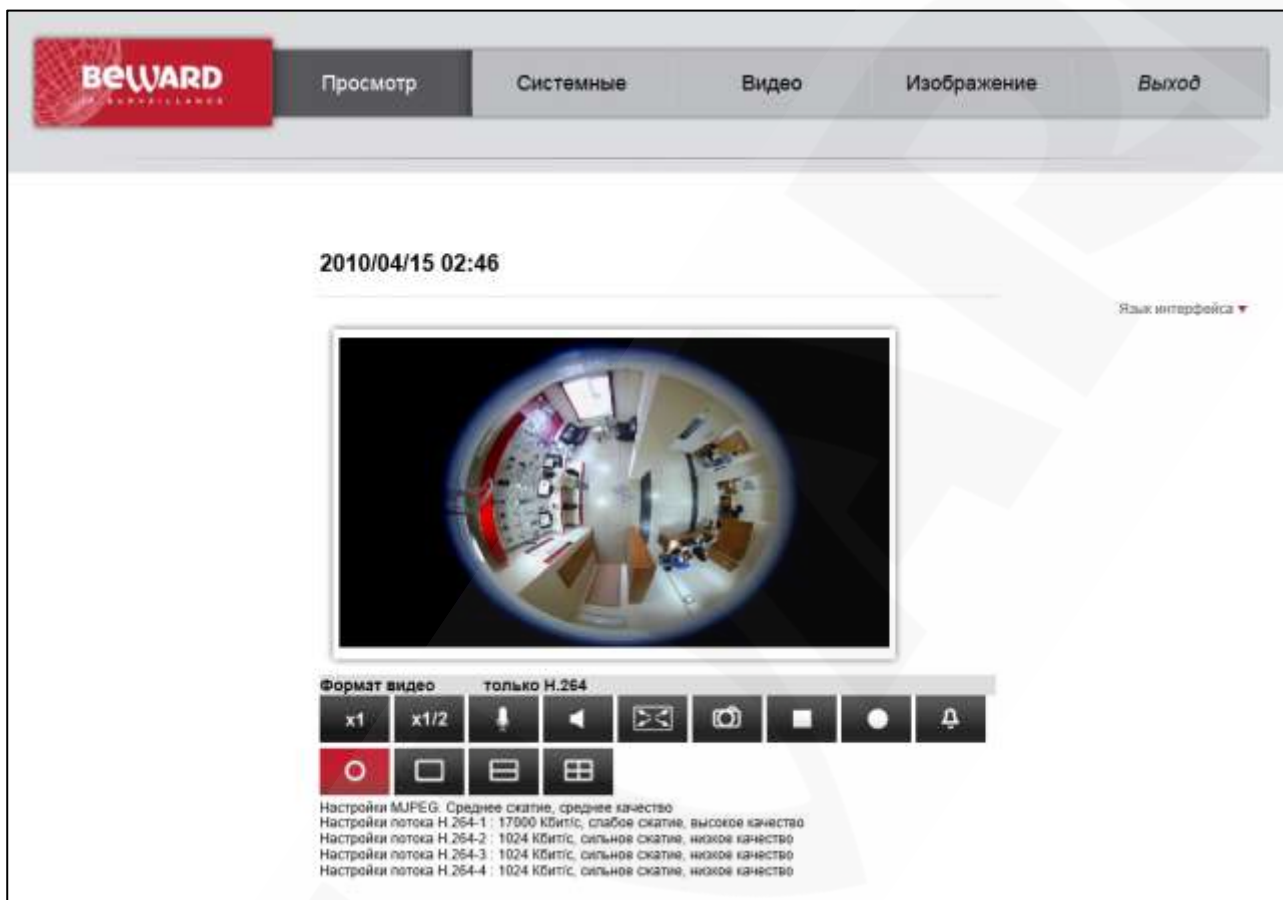 BEWARD
IP SURVEILLANCE
Просмотр
Системные
Видео
Изображение
Выход
2010/04/15 02:46
Язык интерфейса
Формат видео только H.264
x1 x1/2
Настройки MJPEG: Среднее сжатие, среднее качество
Настройки потока H.264-1 : 17000 Кбит/с, слабое сжатие, высокое качество
Настройки потока H.264-2 : 1024 Кбит/с, сильное сжатие, низкое качество
Настройки потока H.264-3 : 1024 Кбит/с, сильное сжатие, низкое качество
Настройки потока H.264-4 : 1024 Кбит/с, сильное сжатие, низкое качество